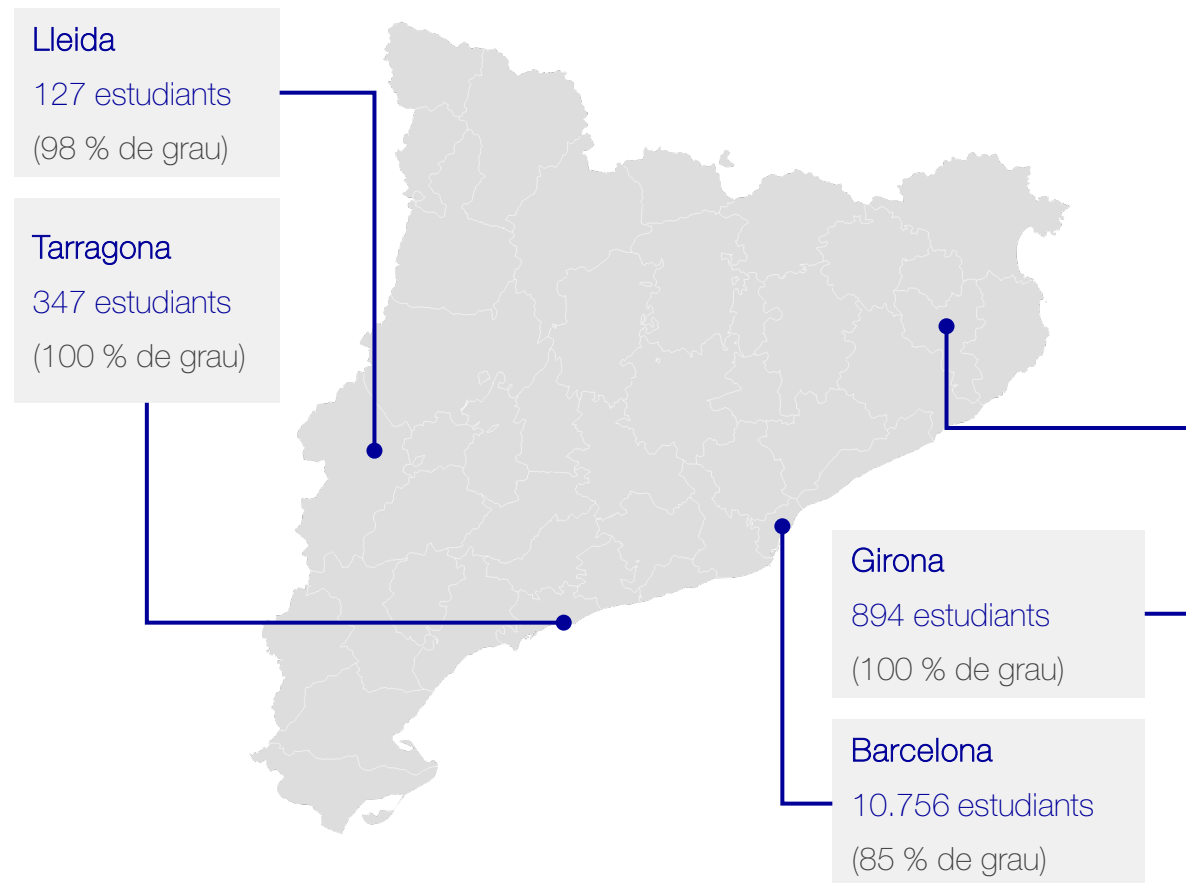 Lleida
127 estudiants
(98 % de grau)
Tarragona
347 estudiants
(100 % de grau)
Girona
894 estudiants
(100 % de grau)
Barcelona
10.756 estudiants
(85 % de grau)